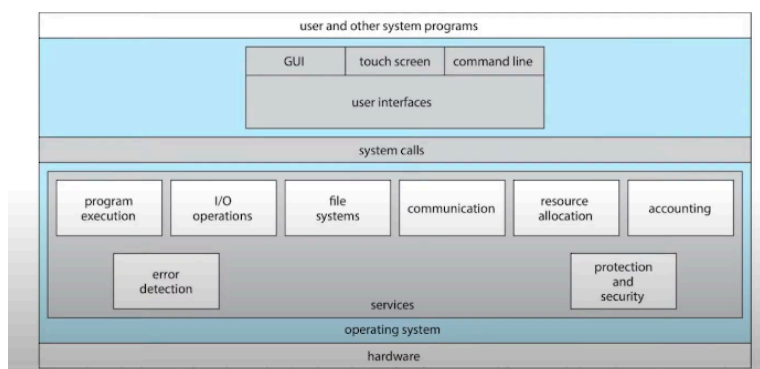 user and other system programs
GUI
touch screen
command line
user interfaces
system calls
program
execution
I/O
operations
file
systems
communication
resource
allocation
accounting
error
detection
protection
and
security
services
operating system
hardware